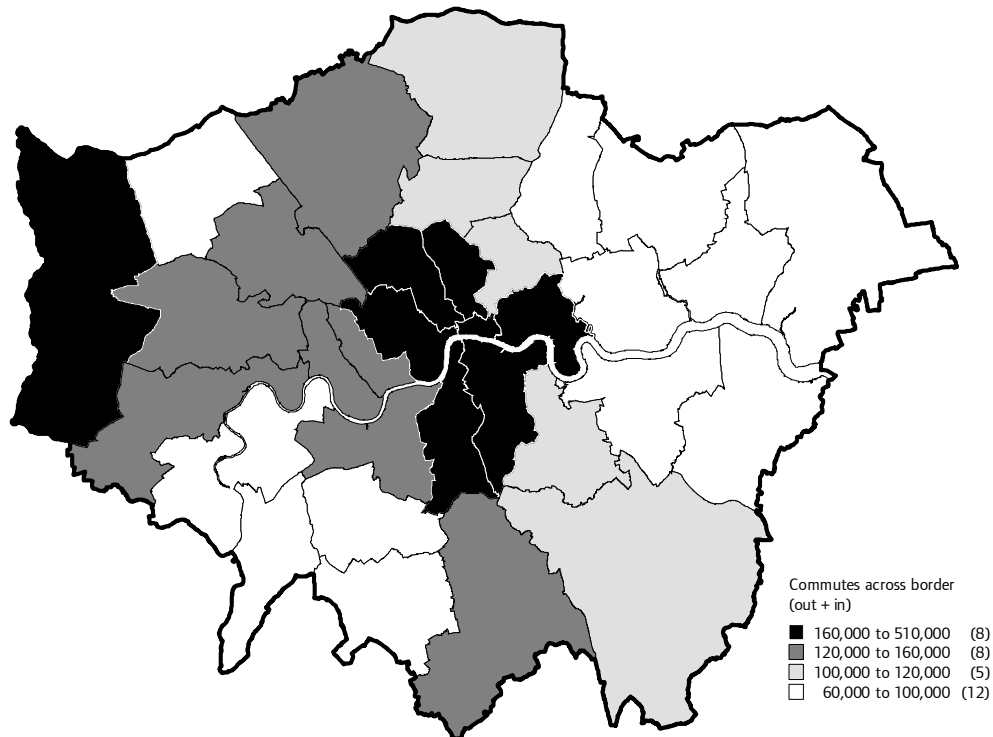 Commutes across border
(out + in)
160,000 to 510,000 (8)
120,000 to 160,000 (8)
100,000 to 120,000 (5)
60,000 to 100,000 (12)